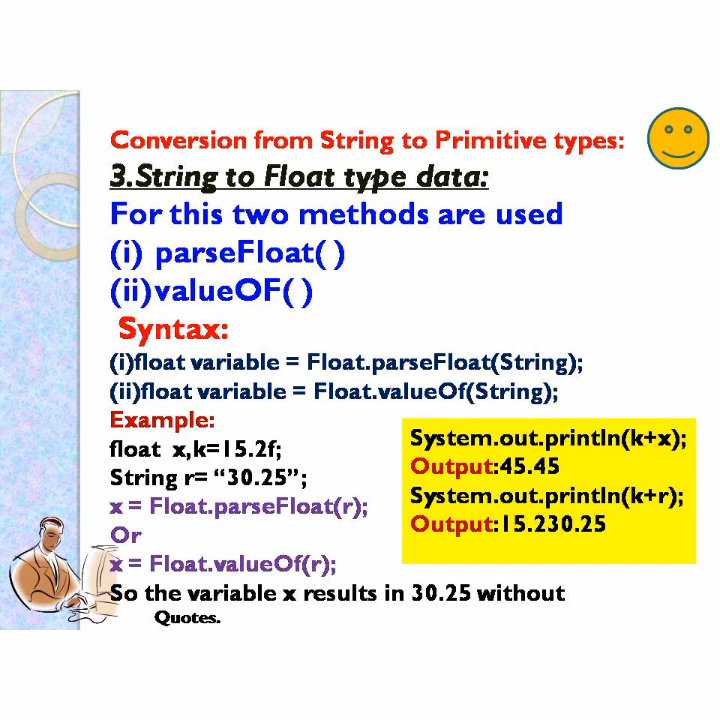 Conversion from String to Primitive types:
3.String to Float type data:
For this two methods are used
(i) parseFloat( )
(ii)valueOF( )
Syntax:
(i)float variable = Float.parseFloat(String);
(ii)float variable = Float.valueOf(String);
Example:
float x,k=15.2f;
String r= “30.25”;
x = Float.parseFloat(r);
Or
x = Float.valueOf(r);
So the variable x results in 30.25 without
Quotes.
System.out.println(k+x);
Output:45.45
System.out.println(k+r);
Output:15.230.25